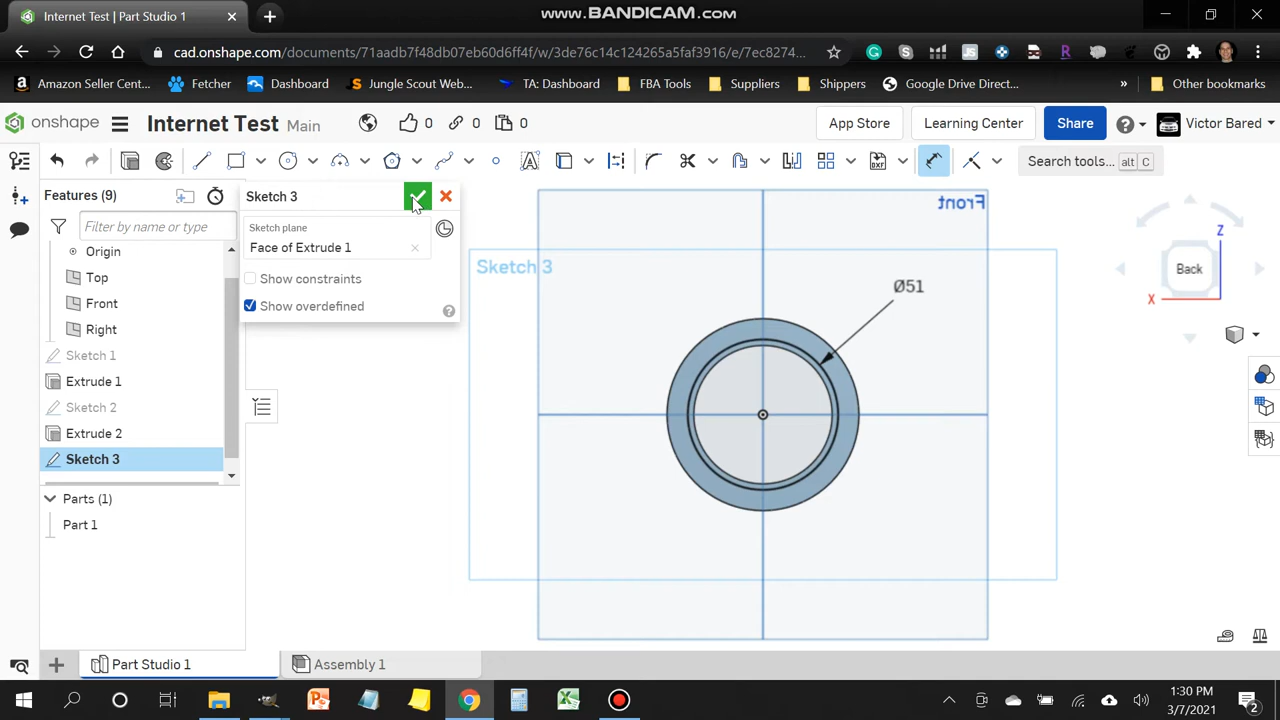 www.BANDICAM.com
Internet Test | Part Studio 1
cad.onshape.com/documents/71aadb7f48db07eb60d6ff4f/w/3de76c14c124265a5faf3916/e/7ec8274...
Amazon Seller Cent...
Fetcher
Dashboard
Jungle Scout Web...
TA: Dashboard
FBA Tools
Suppliers
Shippers
Google Drive Direct...
»
Other bookmarks
onshape
Internet Test Main
0
0
0
App Store
Learning Center
Share
Victor Bared
Search tools... alt C
Features (9)
Filter by name or type
Origin
Top
Front
Right
Sketch 1
Extrude 1
Sketch 2
Extrude 2
Sketch 3
Parts (1)
Part 1
Sketch 3
Sketch plane
Face of Extrude 1
Show constraints
Show overdefined
Sketch 3
Front
Ø51
Z
Back
X
Part Studio 1
Assembly 1
1:30 PM
3/7/2021
2